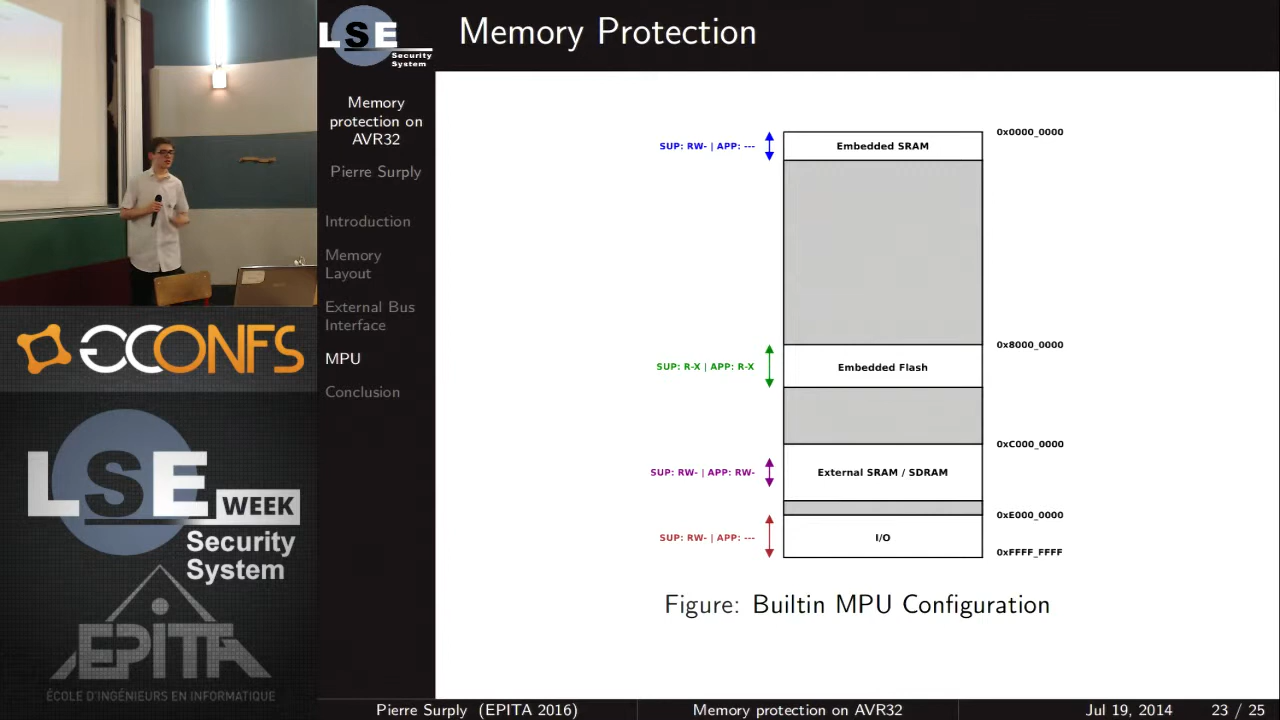 LSE
Security
System
Memory Protection
Memory
protection on
AVR32
Pierre Surply
Introduction
Memory
Layout
External Bus
Interface
MPU
Conclusion
0x0000_0000
SUP: RW- | APP: ---
Embedded SRAM
0x8000_0000
SUP: R-X | APP: R-X
Embedded Flash
0xC000_0000
SUP: RW- | APP: RW-
External SRAM / SDRAM
0xE000_0000
SUP: RW- | APP: ---
I/O
0xFFFF_FFFF
Figure: Builtin MPU Configuration
CONFS
LSE
WEEK
Security
System
EPITA
ÉCOLE D'INGÉNIEURS EN INFORMATIQUE
Pierre Surply (EPITA 2016)
Memory protection on AVR32
Jul 19, 2014
23 / 25